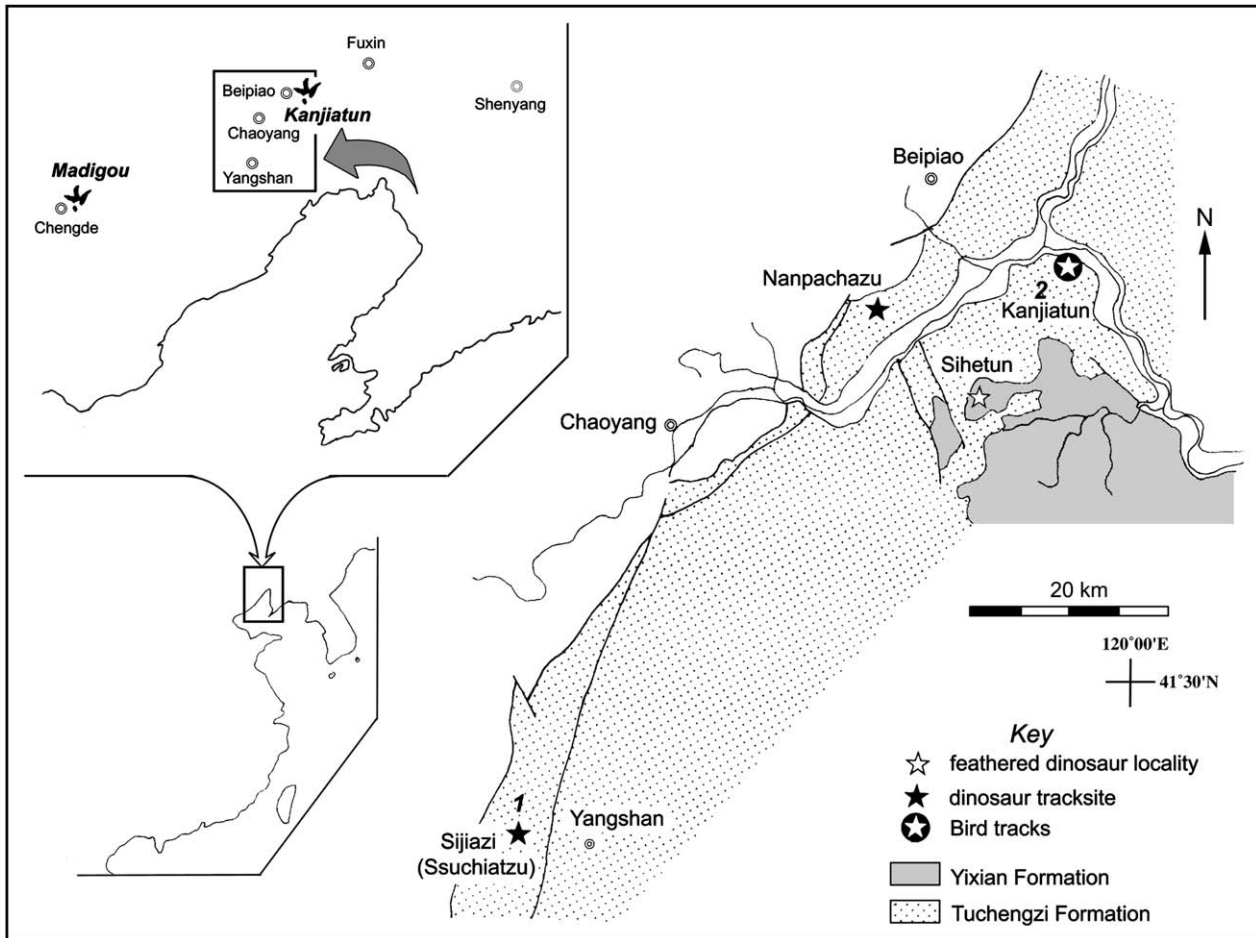 Fuxin
Beipiao
Shenyang
Kanjiatun
Chaoyang
Madigou
Yangshan
Chengde
Beipiao
N
Nanpachazu
2
Kanjiatun
Sihetun
Chaoyang
20 km
120°00'E
41°30'N
Key
feathered dinosaur locality
1
dinosaur tracksite
Yangshan
Bird tracks
Sijiazi
(Ssuchiatzu)
Yixian Formation
Tuchengzi Formation